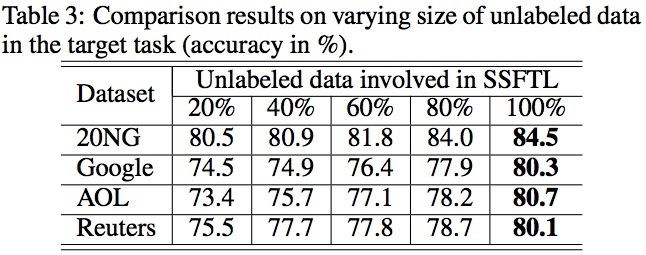 Table 3: Comparison results on varying size of unlabeled data
in the target task (accuracy in %).
Dataset Unlabeled data involved in SSFTL
20% 40% 60% 80% 100%
20NG 80.5 80.9 81.8 84.0 84.5
Google 74.5 74.9 76.4 77.9 80.3
AOL 73.4 75.7 77.1 78.2 80.7
Reuters 75.5 77.7 77.8 78.7 80.1